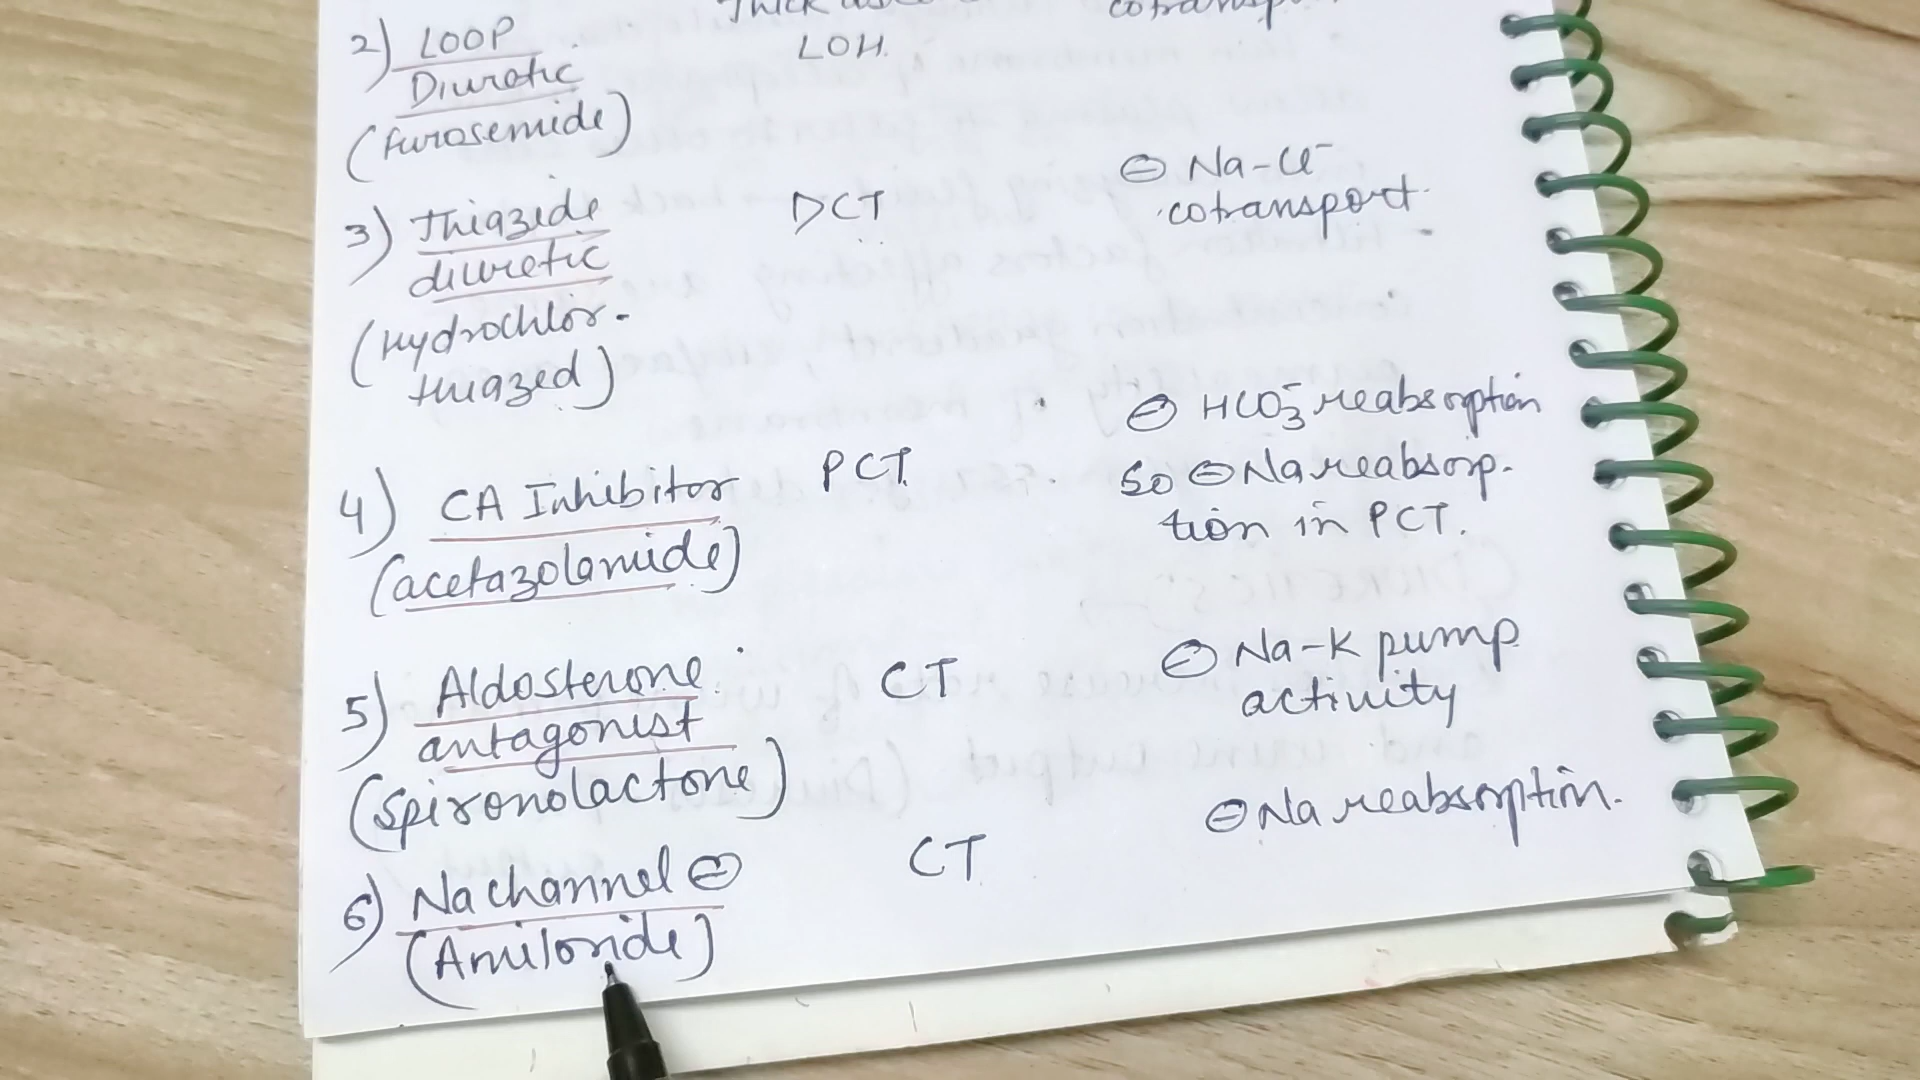 2) LOOP
Diuretic
(furosemide)
Thick
LOH.
3) Thiazide
diuretic
(Hydrochlor-
thiazed)
DCT
⊖ Na-Cl-
cotransport.
4) CA Inhibitor
(acetazolamide)
PCT
⊖ HCO3- reabsorption
So ⊖ Na reabsorp-
tion in PCT.
5) Aldosterone
antagonist
(Spironolactone)
CT
⊖ Na-K pump
activity
6) Na channel ⊖
(Amiloride)
CT
⊖ Na reabsorption.